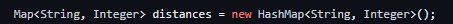 Map<String, Integer> distances = new HashMap<String, Integer>();